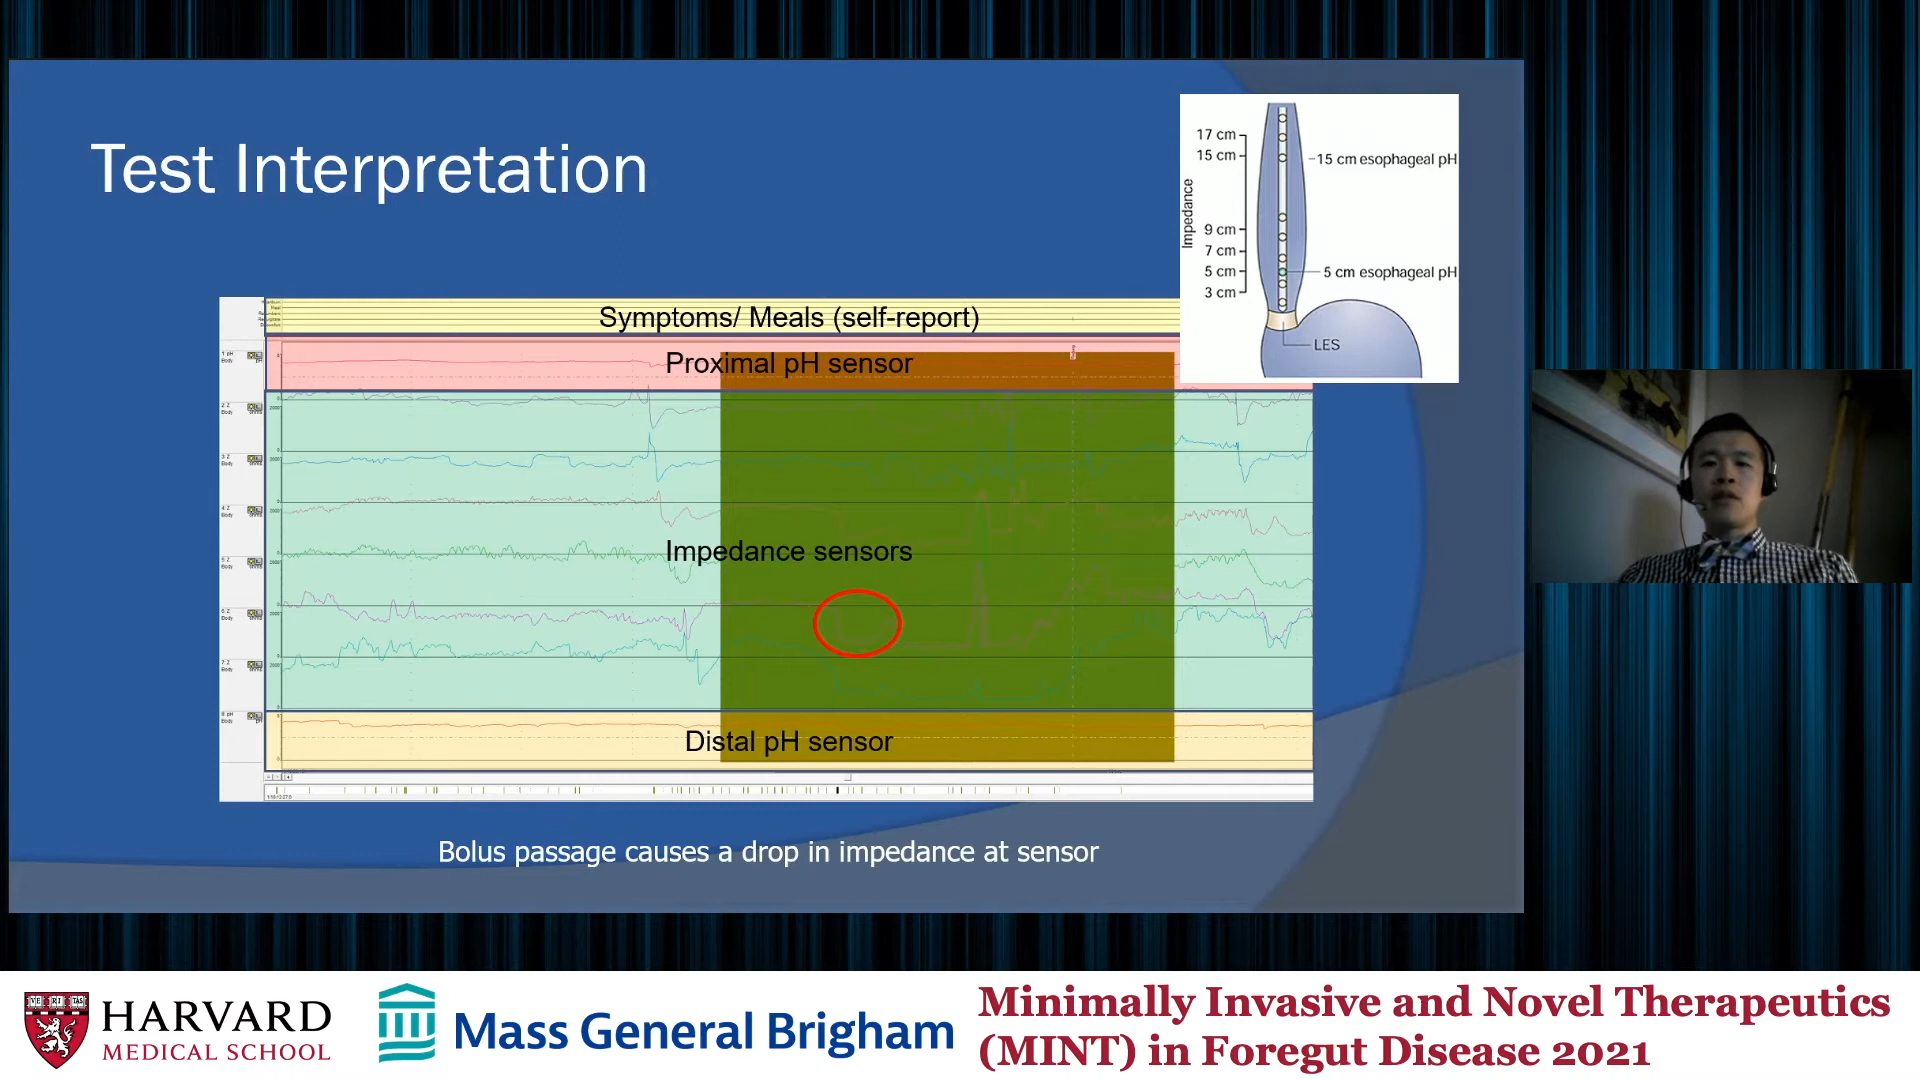 Test Interpretation
17 cm
15 cm
15 cm esophageal pH
Impedance
9 cm
7 cm
5 cm
5 cm esophageal pH
3 cm
LES
Symptoms/ Meals (self-report)
Proximal pH sensor
Impedance sensors
Distal pH sensor
Bolus passage causes a drop in impedance at sensor
VE RI TAS
HARVARD
MEDICAL SCHOOL
Mass General Brigham
Minimally Invasive and Novel Therapeutics
(MINT) in Foregut Disease 2021